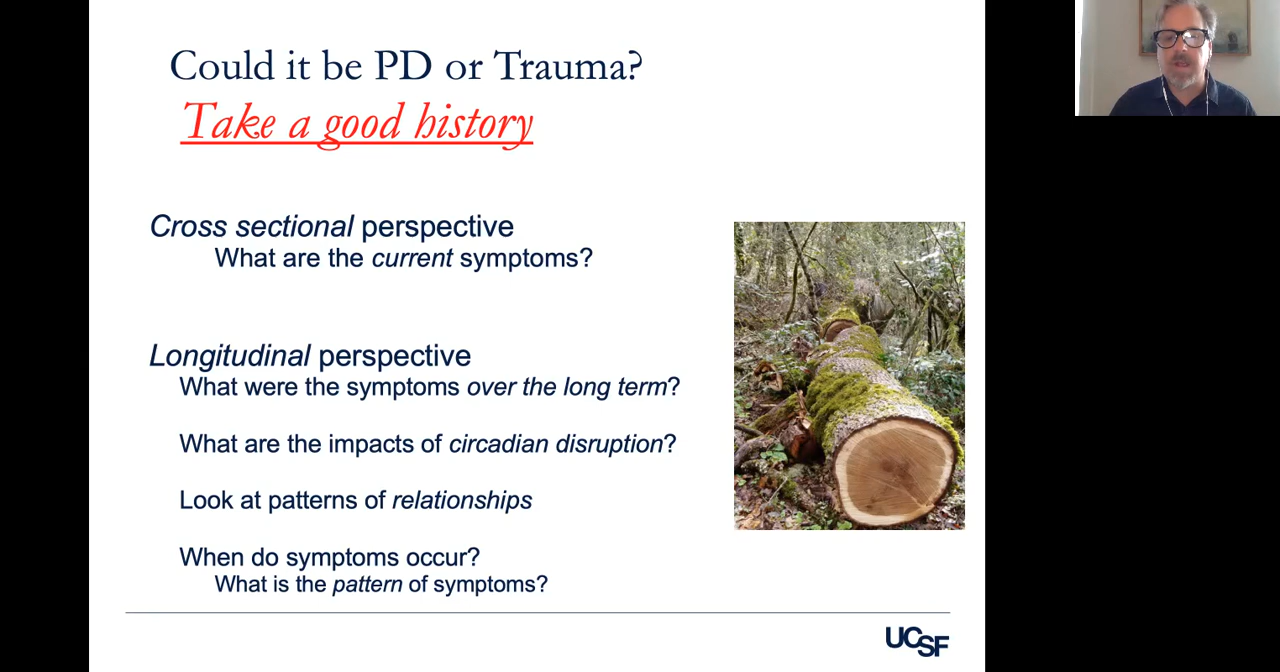 Could it be PD or Trauma?
Take a good history
Cross sectional perspective
What are the current symptoms?
Longitudinal perspective
What were the symptoms over the long term?
What are the impacts of circadian disruption?
Look at patterns of relationships
When do symptoms occur?
What is the pattern of symptoms?
UCSF